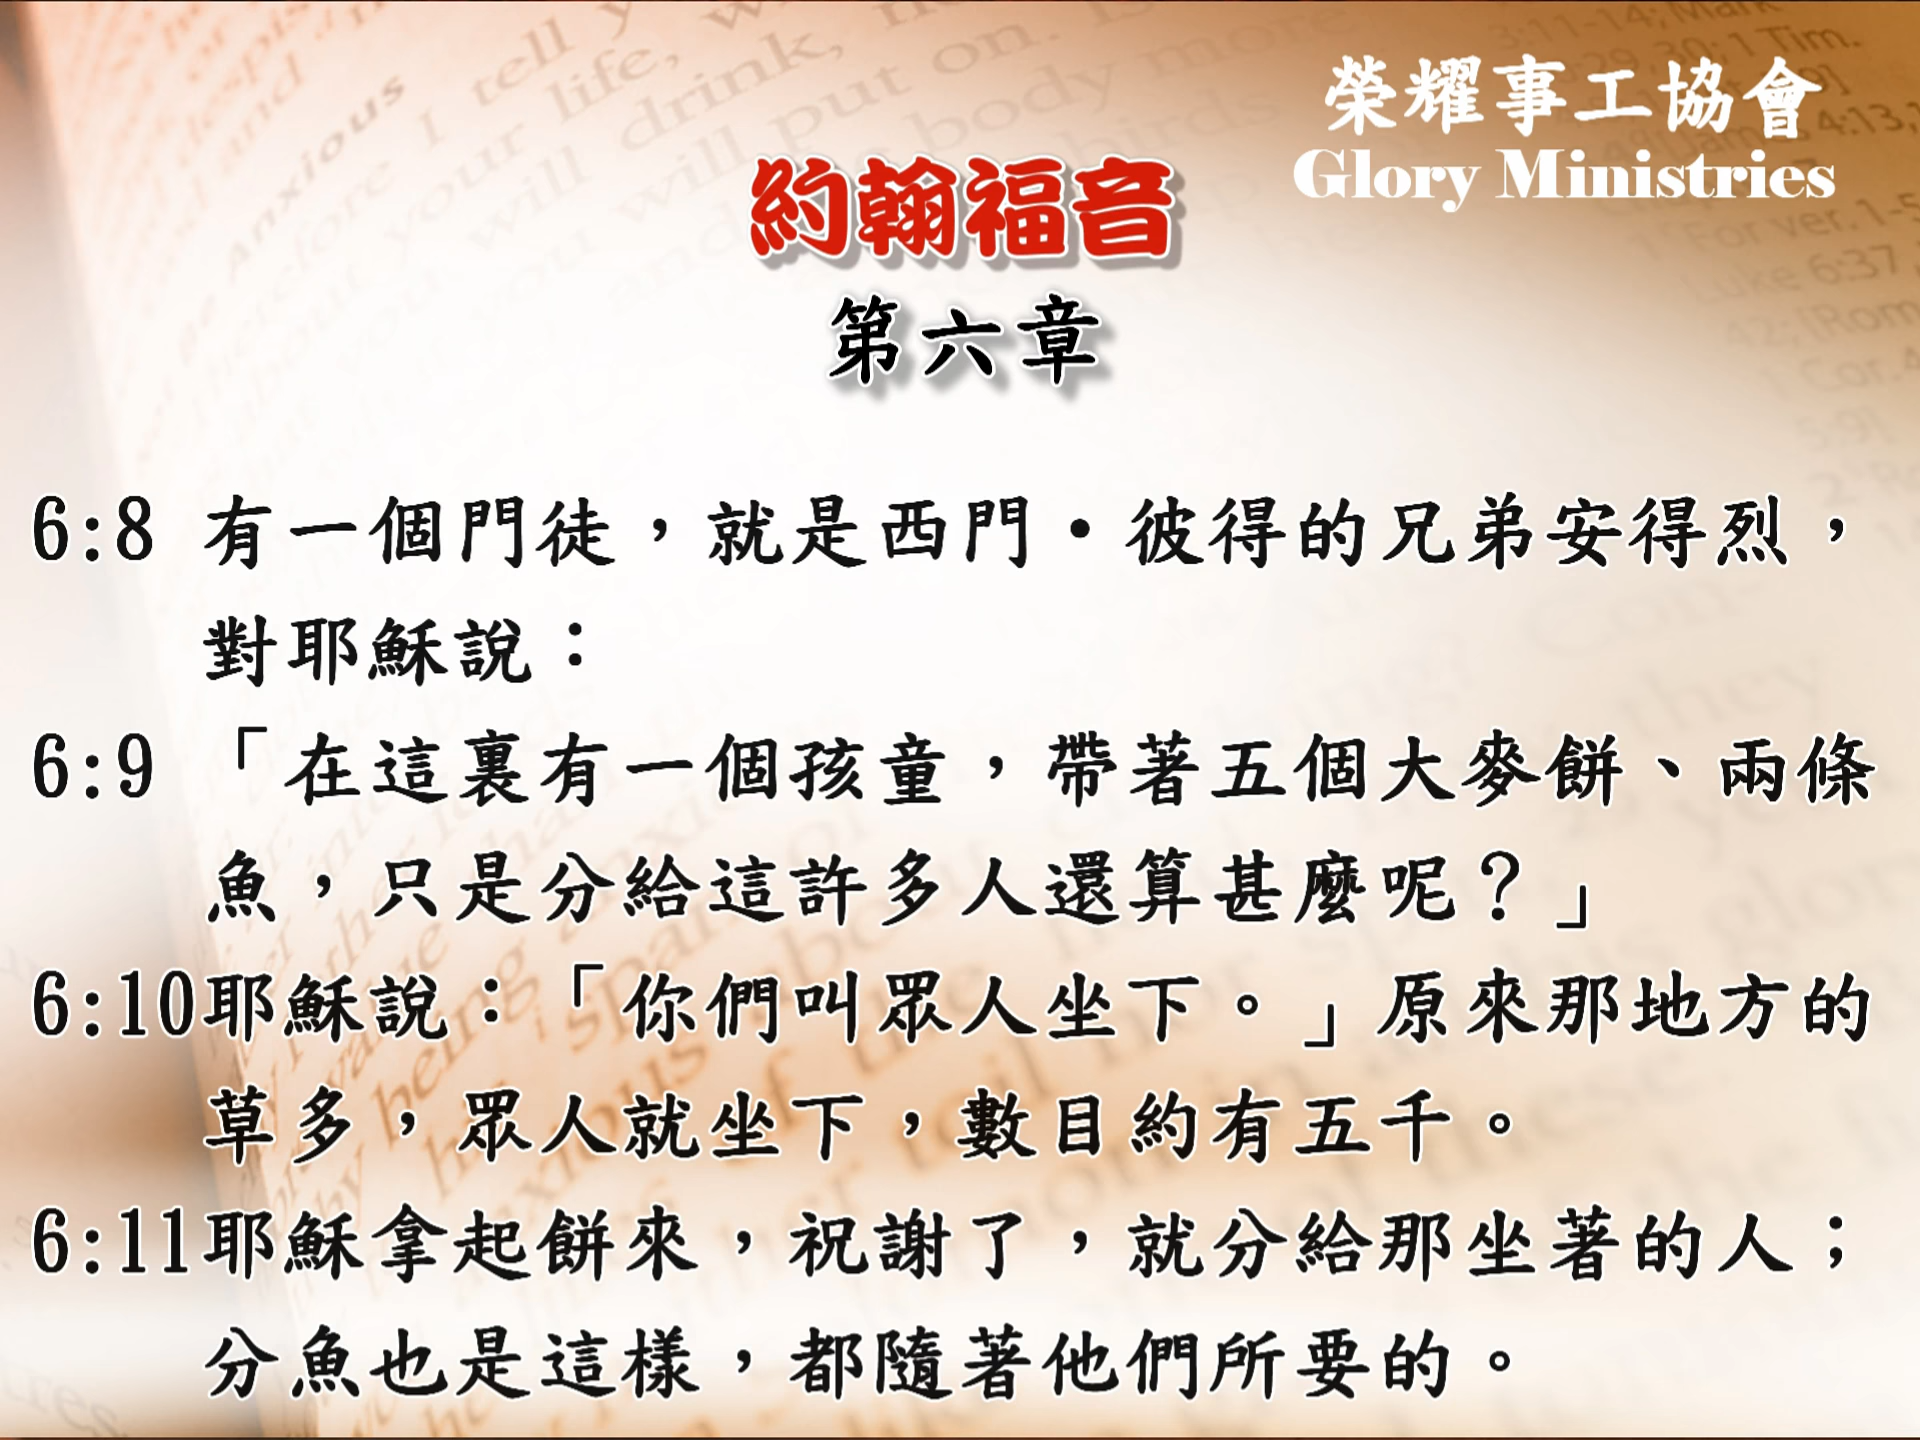 榮耀事工協會
Glory Ministries
約翰福音
第六章
6:8 有一個門徒，就是西門•彼得的兄弟安得烈，
對耶穌說：
6:9 「在這裏有一個孩童，帶著五個大麥餅、兩條
魚，只是分給這許多人還算甚麼呢？」
6:10耶穌說：「你們叫眾人坐下。」原來那地方的
草多，眾人就坐下，數目約有五千。
6:11耶穌拿起餅來，祝謝了，就分給那坐著的人；
分魚也是這樣，都隨著他們所要的。